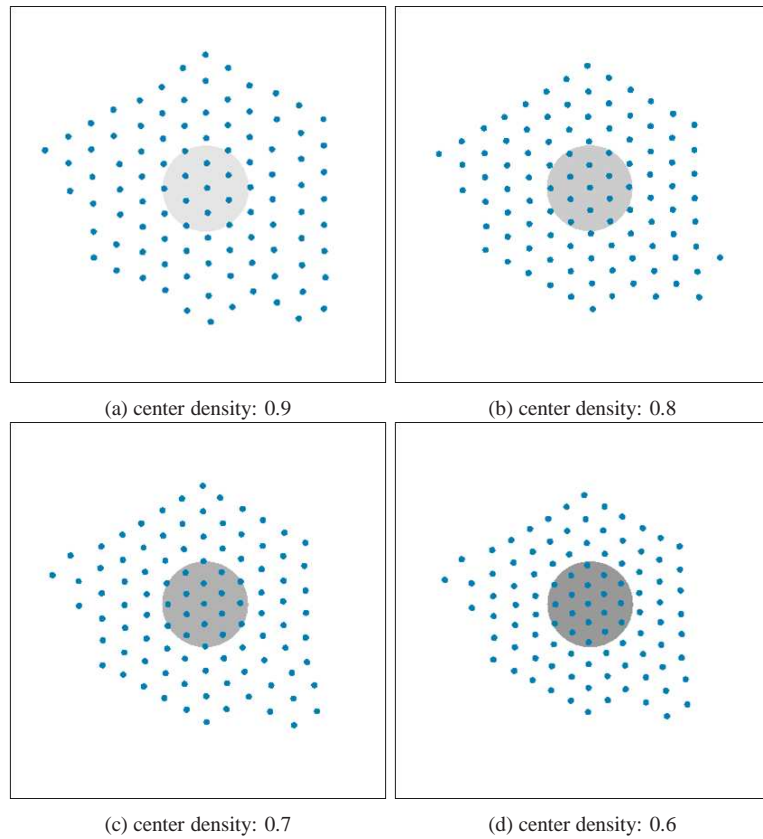 (a) center density: 0.9
(b) center density: 0.8
(c) center density: 0.7
(d) center density: 0.6